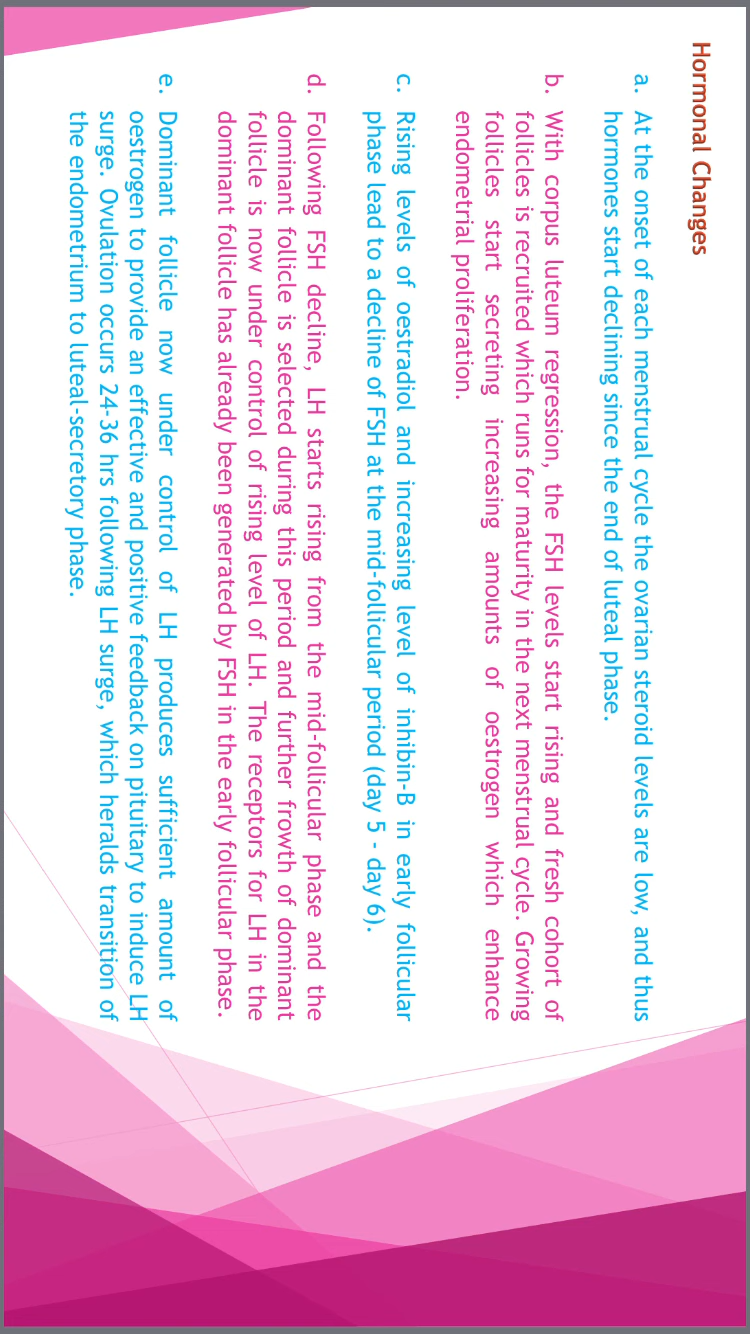 Hormonal Changes
a. At the onset of each menstrual cycle the ovarian steroid levels are low, and thus
hormones start declining since the end of luteal phase.
b. With corpus luteum regression, the FSH levels start rising and fresh cohort of
follicles is recruited which runs for maturity in the next menstrual cycle. Growing
follicles start secreting increasing amounts of oestrogen which enhance
endometrial proliferation.
c. Rising levels of oestradiol and increasing level of inhibin-B in early follicular
phase lead to a decline of FSH at the mid-follicular period (day 5 - day 6).
d. Following FSH decline, LH starts rising from the mid-follicular phase and the
dominant follicle is selected during this period and further frowth of dominant
follicle is now under control of rising level of LH. The receptors for LH in the
dominant follicle has already been generated by FSH in the early follicular phase.
e. Dominant follicle now under control of LH produces sufficient amount of
oestrogen to provide an effective and positive feedback on pituitary to induce LH
surge. Ovulation occurs 24-36 hrs following LH surge, which heralds transition of
the endometrium to luteal-secretory phase.